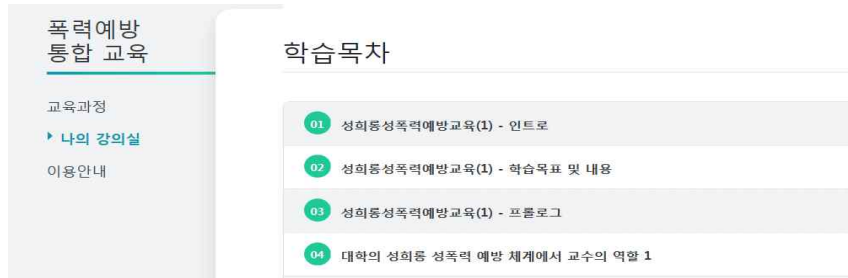 폭력예방
통합 교육
교육과정
나의 강의실
이용안내
학습목차
01 성희롱성폭력예방교육(1) - 인트로
02 성희롱성폭력예방교육(1) - 학습목표 및 내용
03 성희롱성폭력예방교육(1) - 프롤로그
04 대학의 성희롱 성폭력 예방 체계에서 교수의 역할 1